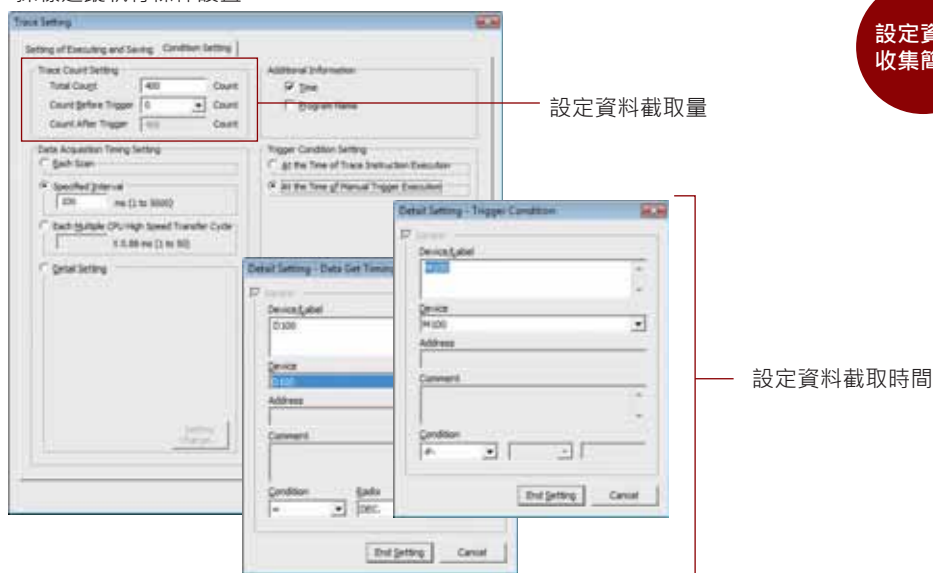 設定資
收集簡
Trace Setting
Setting of Executing and Saving
Condition Setting
Trace Count Setting
Total Count
400
Count
Count Before Trigger
0
Count
Count After Trigger
400
Count
Additional Information
Time
Program Name
設定資料截取量
Data Acquisition Timing Setting
Each Scan
Specified Interval
100
ms (1 to 5000)
Each Multiple CPU High Speed Transfer Cycle
X 0.88 ms (1 to 50)
Detail Setting
Setting
Change...
Trigger Condition Setting
At the Time of Trace Instruction Execution
At the Time of Manual Trigger Execution
Detail Setting - Data Get Timing
Device/Label
D100
Device
D100
Address
Comment
Condition
Radix
=
DEC.
End Setting
Cancel
Detail Setting - Trigger Condition
Device/Label
M100
Device
M100
Address
Comment
Condition
End Setting
Cancel
設定資料截取時間